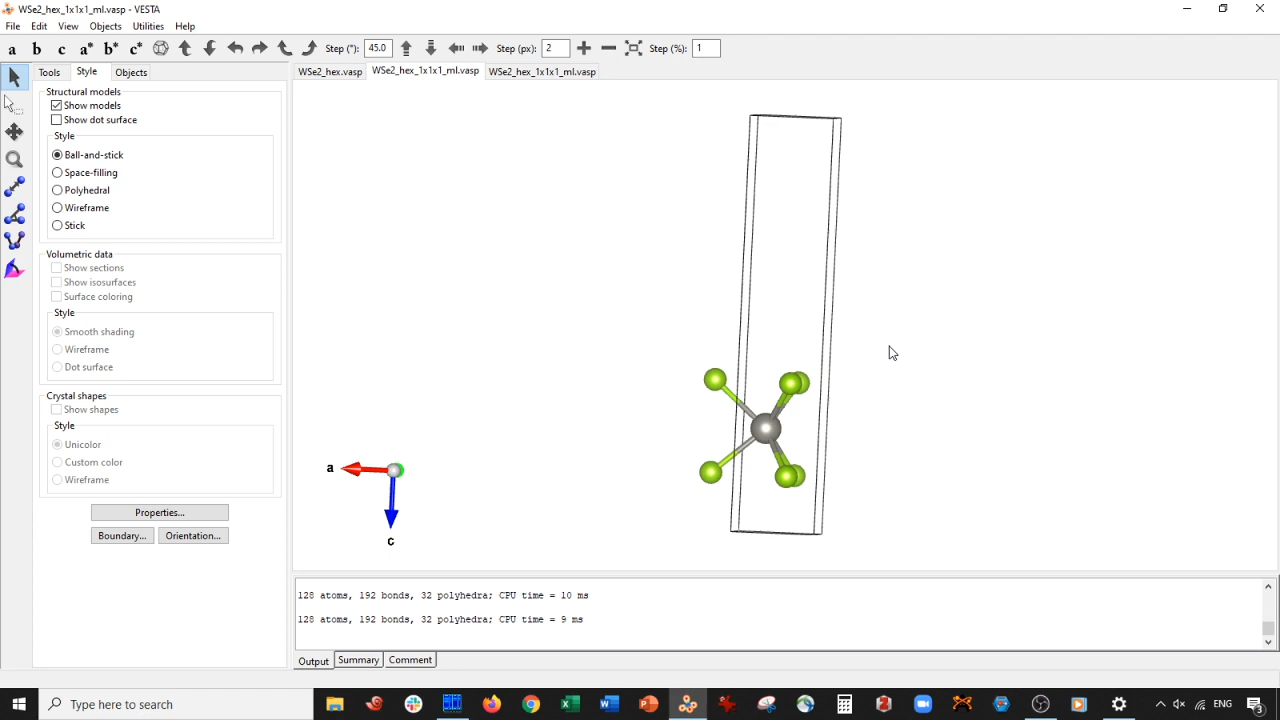 WSe2_hex_1x1x1_ml.vasp - VESTA
File Edit View Objects Utilities Help
a b c a* b* c* Step (°): 45.0 Step (px): 2 Step (%): 1
Tools Style Objects
WSe2_hex.vasp WSe2_hex_1x1x1_ml.vasp WSe2_hex_1x1x1_ml.vasp
Structural models
Show models
Show dot surface
Style
Ball-and-stick
Space-filling
Polyhedral
Wireframe
Stick
Volumetric data
Show sections
Show isosurfaces
Surface coloring
Style
Smooth shading
Wireframe
Dot surface
Crystal shapes
Show shapes
Style
Unicolor
Custom color
Wireframe
Properties...
Boundary... Orientation...
a
c
128 atoms, 192 bonds, 32 polyhedra; CPU time = 10 ms
128 atoms, 192 bonds, 32 polyhedra; CPU time = 9 ms
Output Summary Comment
Type here to search
ENG
3